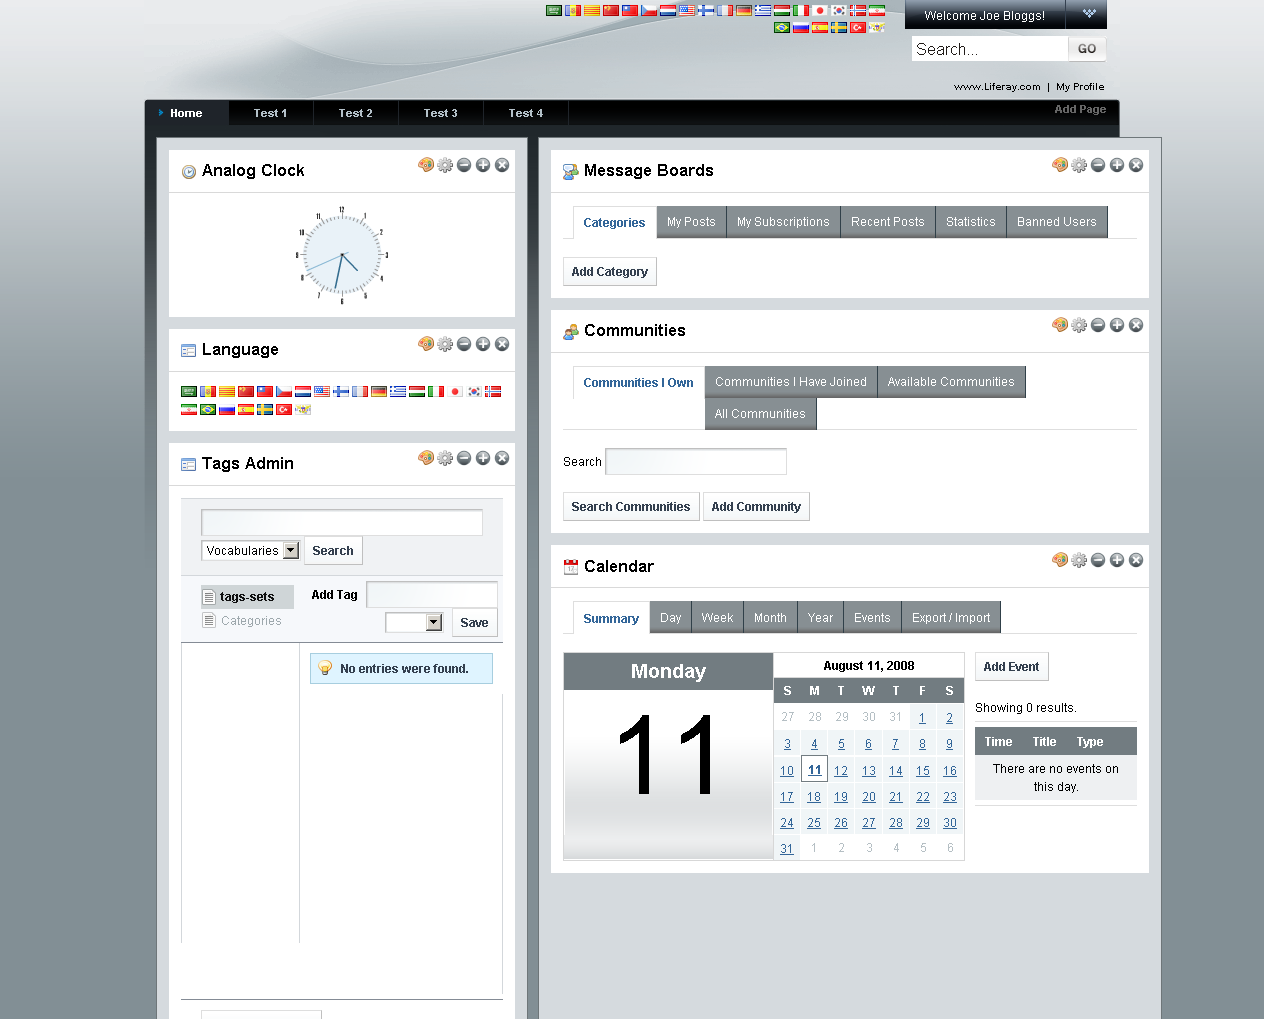 Welcome Joe Bloggs!
Search...
GO
www.Liferay.com | My Profile
Home
Test 1
Test 2
Test 3
Test 4
Add Page
Analog Clock
12
1
2
3
4
5
6
7
8
9
10
11
Language
Tags Admin
Vocabularies
Search
tags-sets
Categories
Add Tag
Save
No entries were found.
Message Boards
Categories
My Posts
My Subscriptions
Recent Posts
Statistics
Banned Users
Add Category
Communities
Communities I Own
Communities I Have Joined
Available Communities
All Communities
Search
Search Communities
Add Community
Calendar
Summary
Day
Week
Month
Year
Events
Export / Import
Monday
11
August 11, 2008
S M T W T F S
27 28 29 30 31 1 2
3 4 5 6 7 8 9
10 11 12 13 14 15 16
17 18 19 20 21 22 23
24 25 26 27 28 29 30
31 1 2 3 4 5 6
Add Event
Showing 0 results.
Time Title Type
There are no events on
this day.